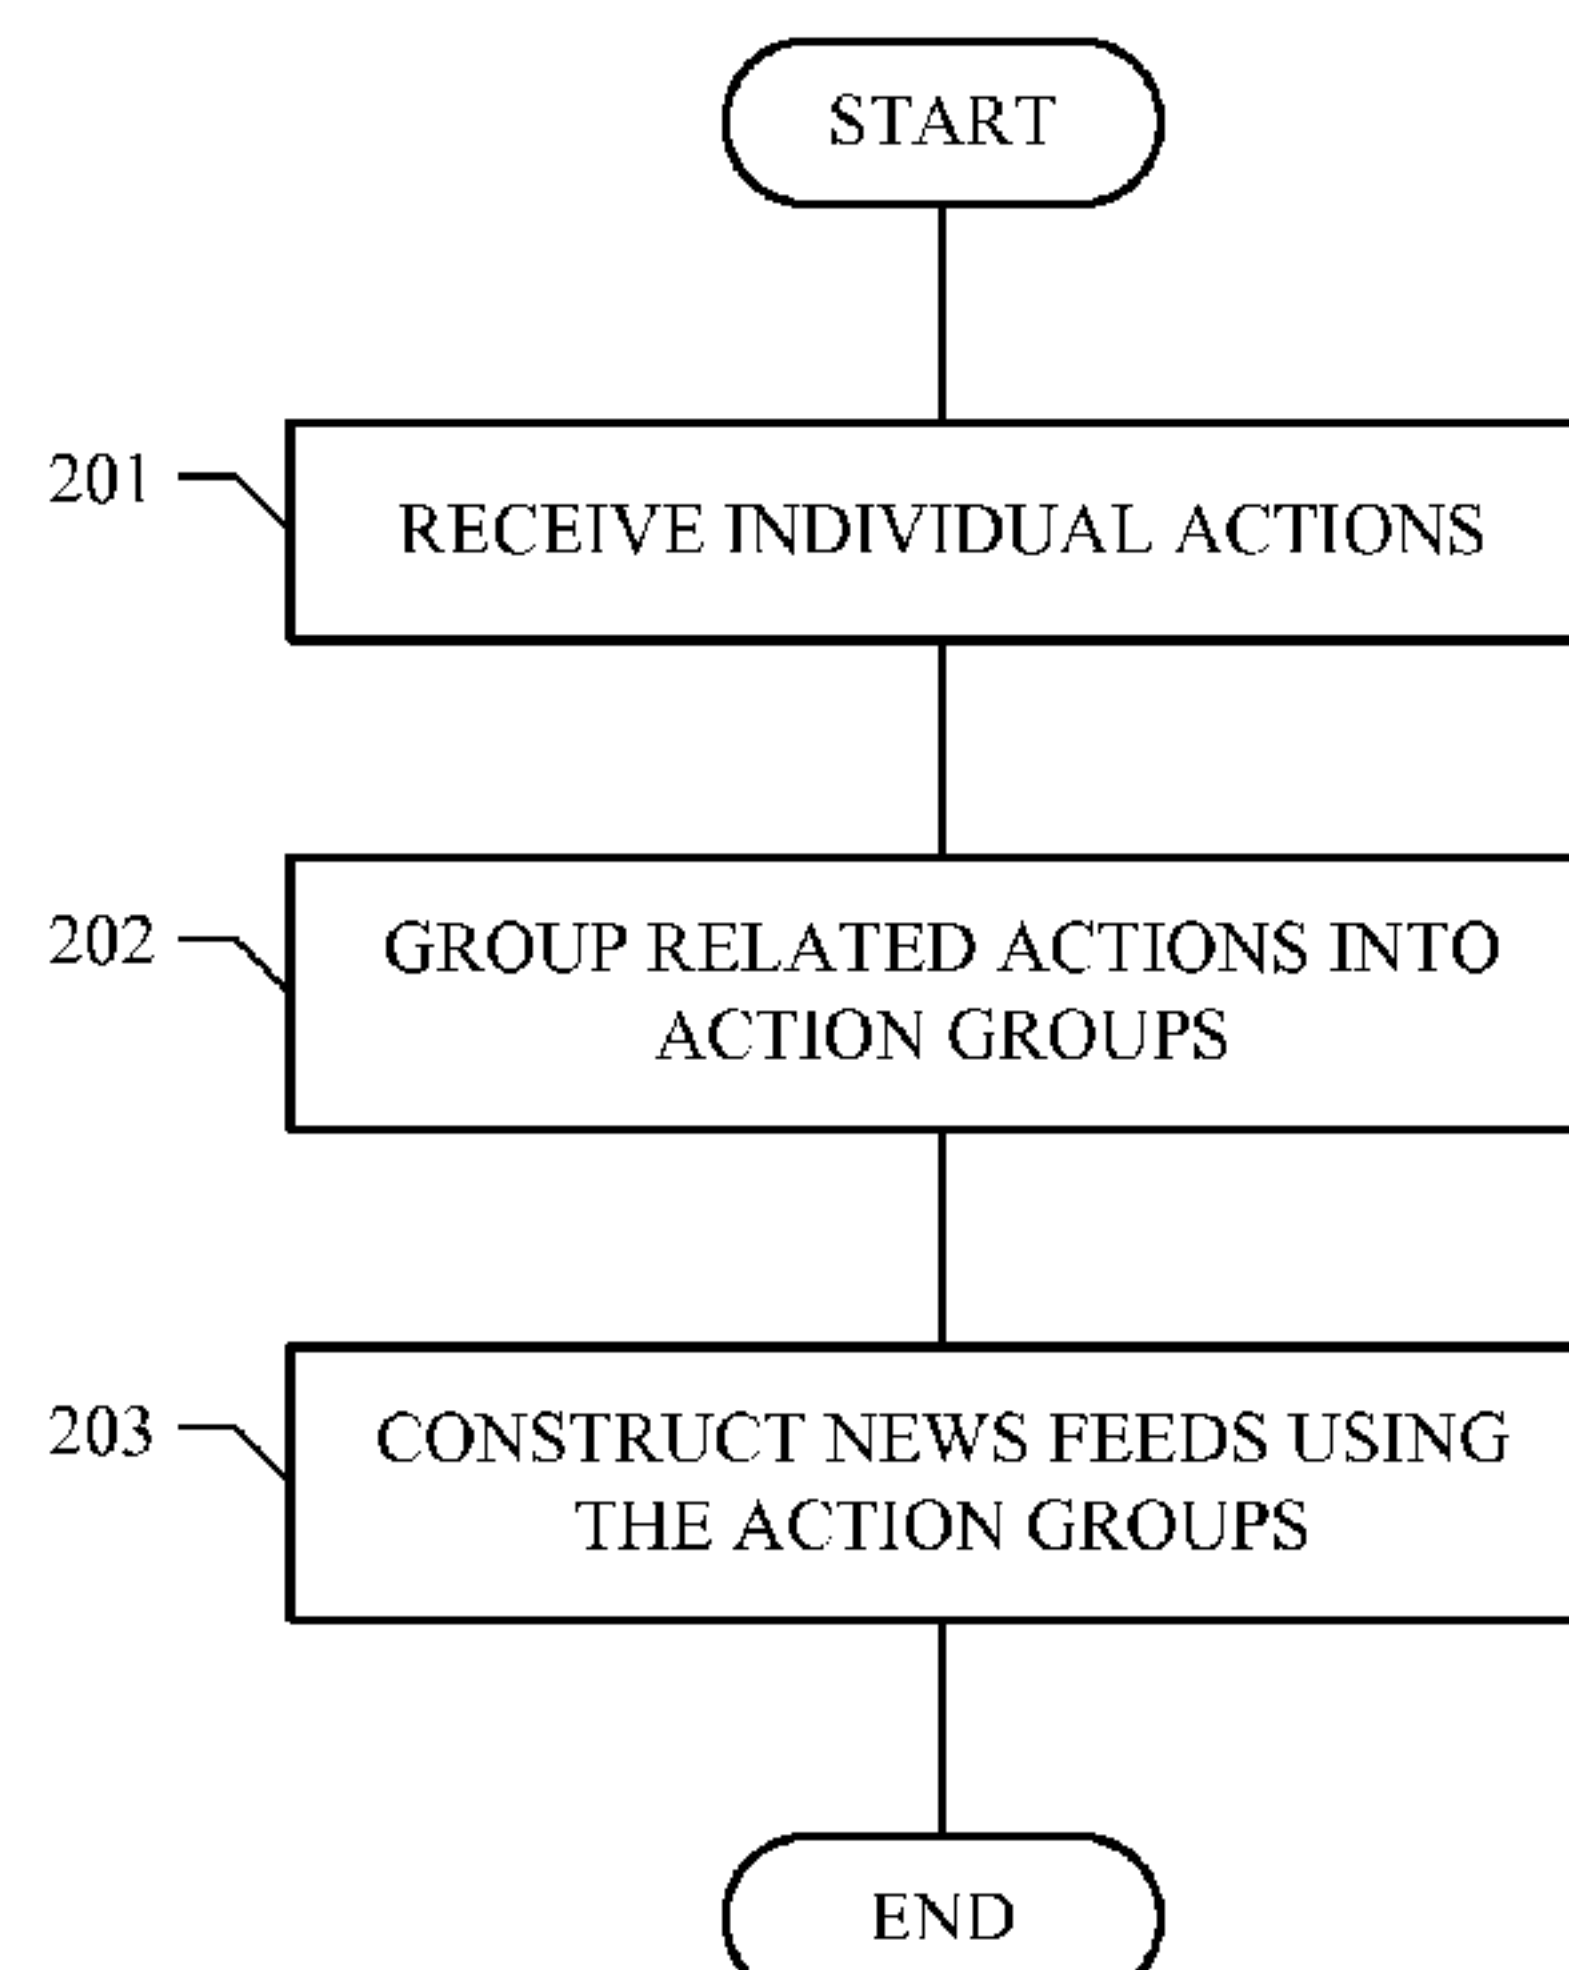 START
201
RECEIVE INDIVIDUAL ACTIONS
202
GROUP RELATED ACTIONS INTO
ACTION GROUPS
203
CONSTRUCT NEWS FEEDS USING
THE ACTION GROUPS
END